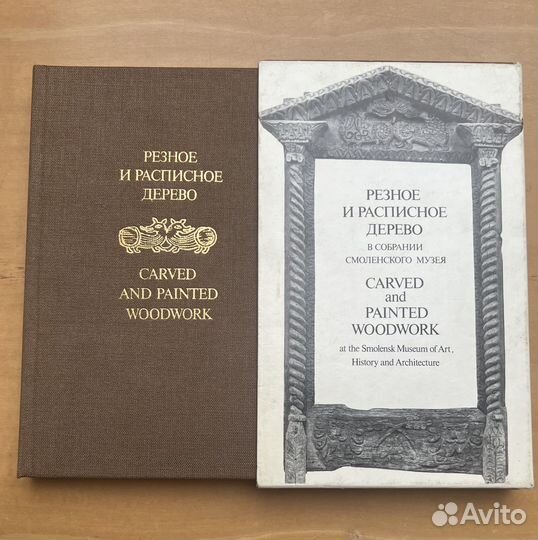 РЕЗНОЕ
И РАСПИСНОЕ
ДЕРЕВО
CARVED
AND PAINTED
WOODWORK
РЕЗНОЕ
И РАСПИСНОЕ
ДЕРЕВО
В СОБРАНИИ
СМОЛЕНСКОГО МУЗЕЯ
CARVED
and
PAINTED
WOODWORK
at the Smolensk Museum of Art,
History and Architecture
Avito